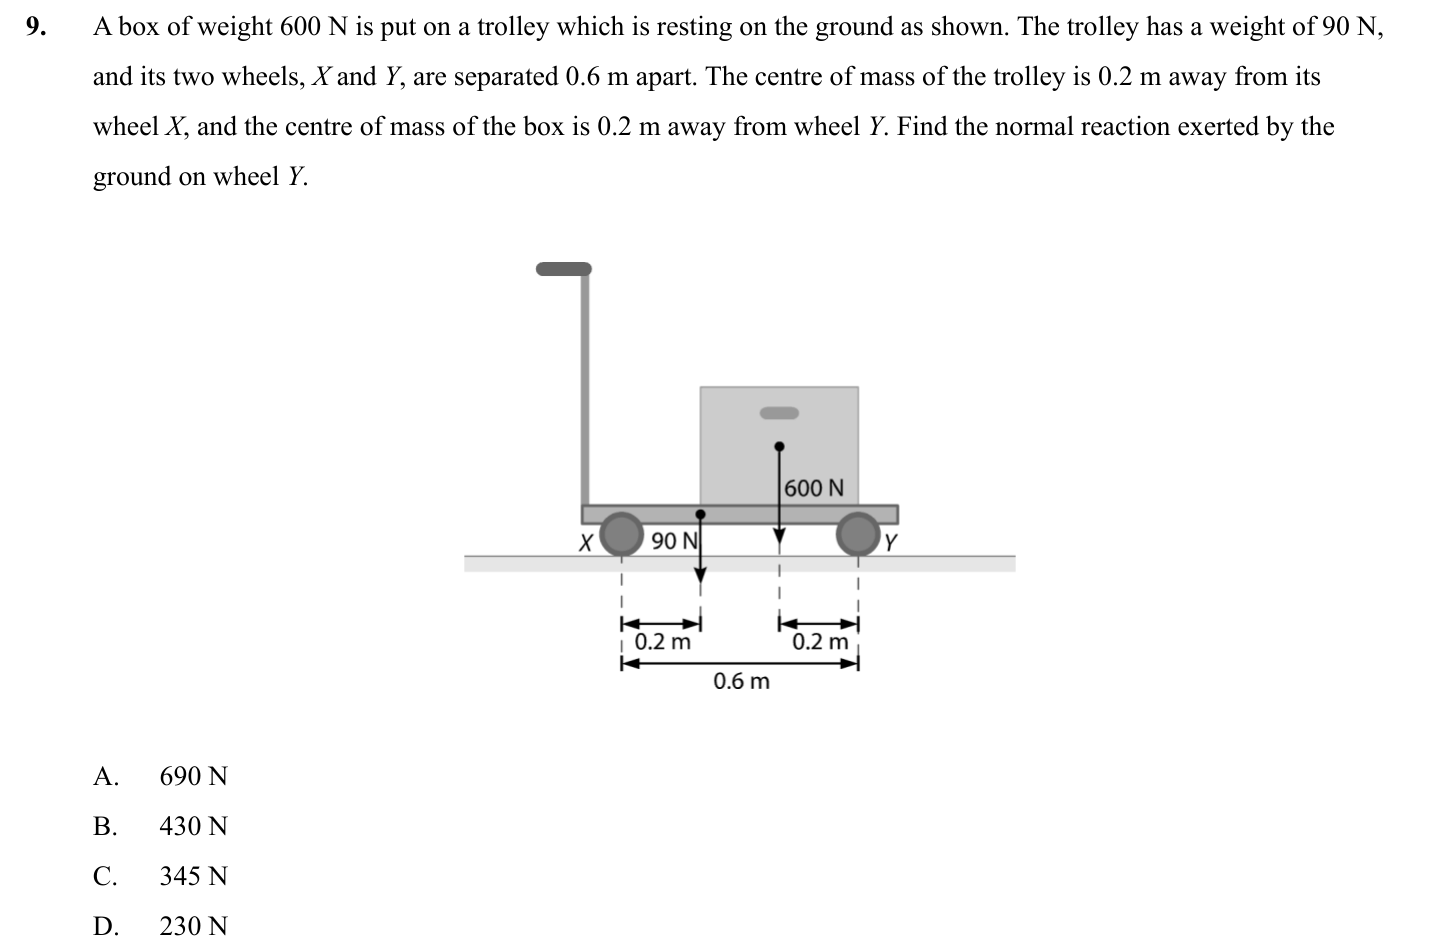 9. A box of weight 600 N is put on a trolley which is resting on the ground as shown. The trolley has a weight of 90 N,
and its two wheels, X and Y, are separated 0.6 m apart. The centre of mass of the trolley is 0.2 m away from its
wheel X, and the centre of mass of the box is 0.2 m away from wheel Y. Find the normal reaction exerted by the
ground on wheel Y.
600 N
X 90 N Y
0.2 m 0.2 m
0.6 m
A. 690 N
B. 430 N
C. 345 N
D. 230 N